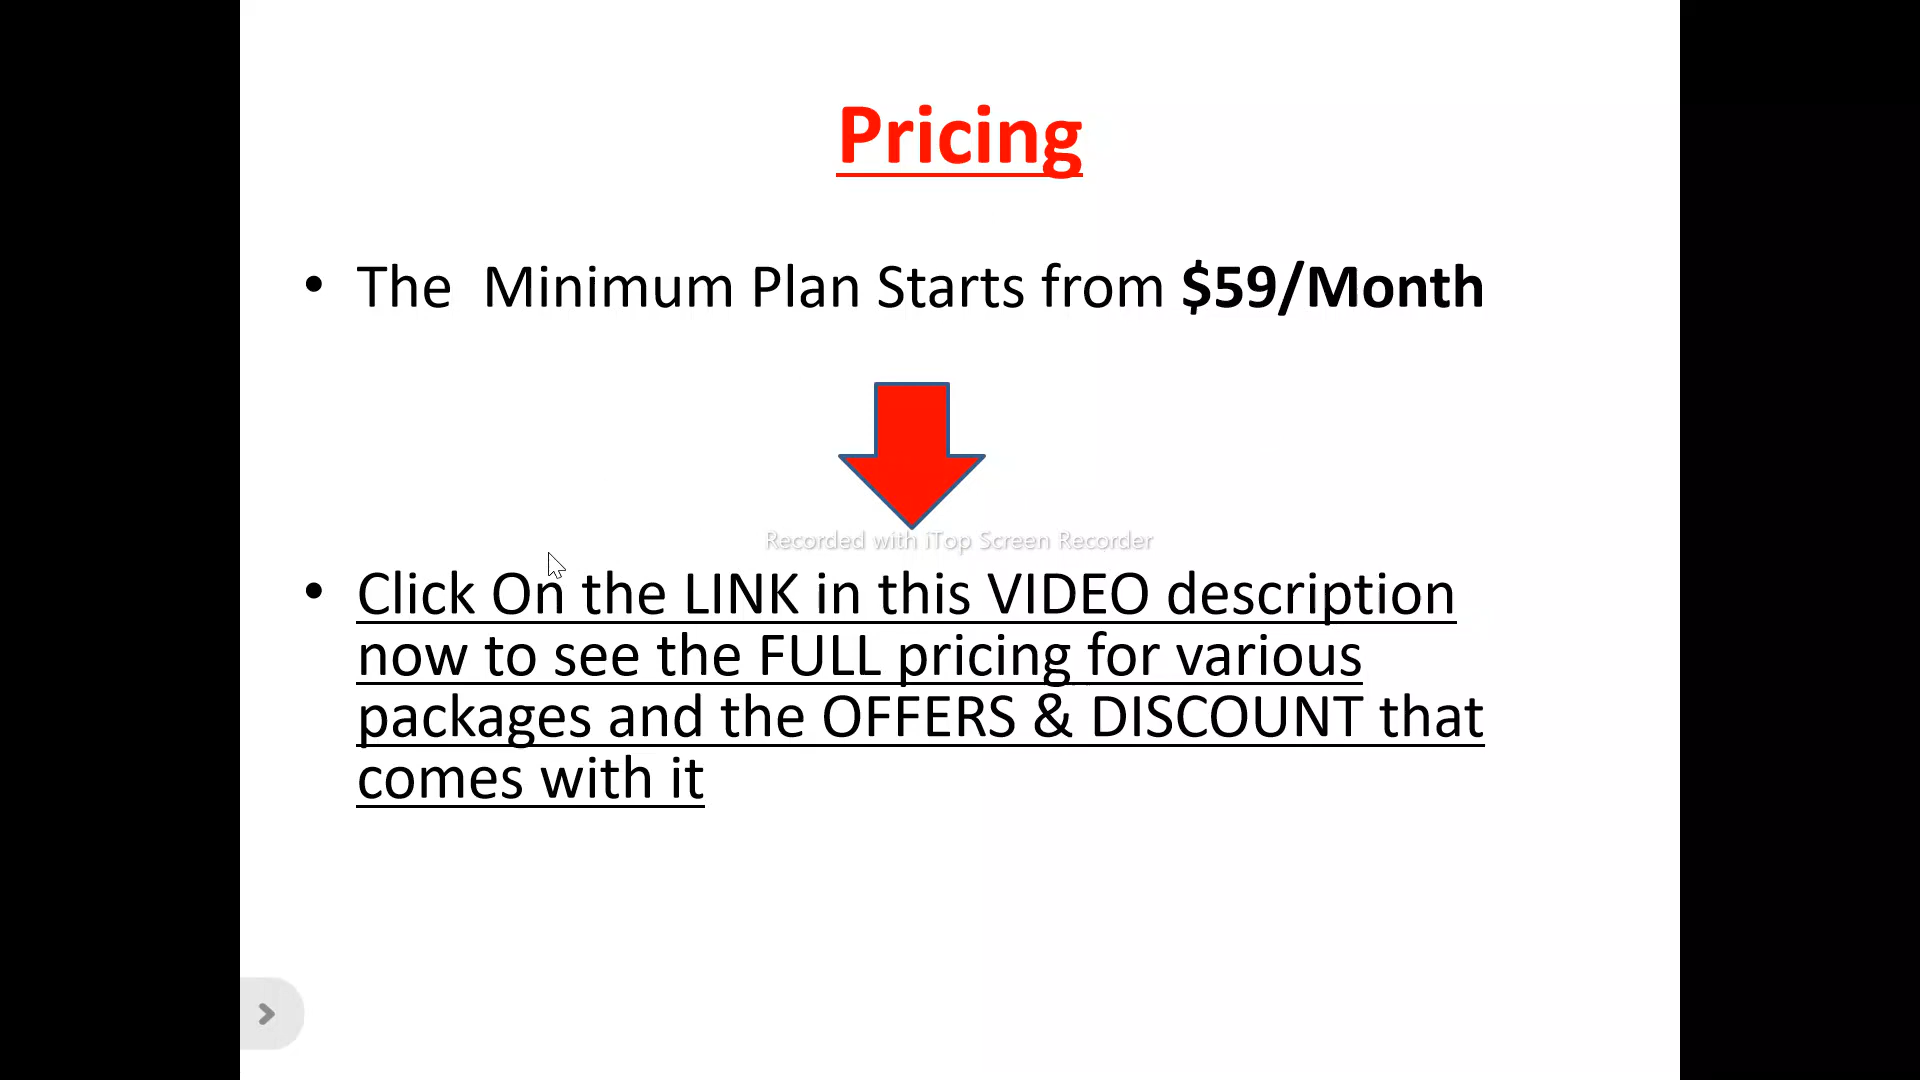 Pricing
• The  Minimum Plan Starts from $59/Month
Recorded with iTop Screen Recorder
• Click On the LINK in this VIDEO description
now to see the FULL pricing for various
packages and the OFFERS & DISCOUNT that
comes with it